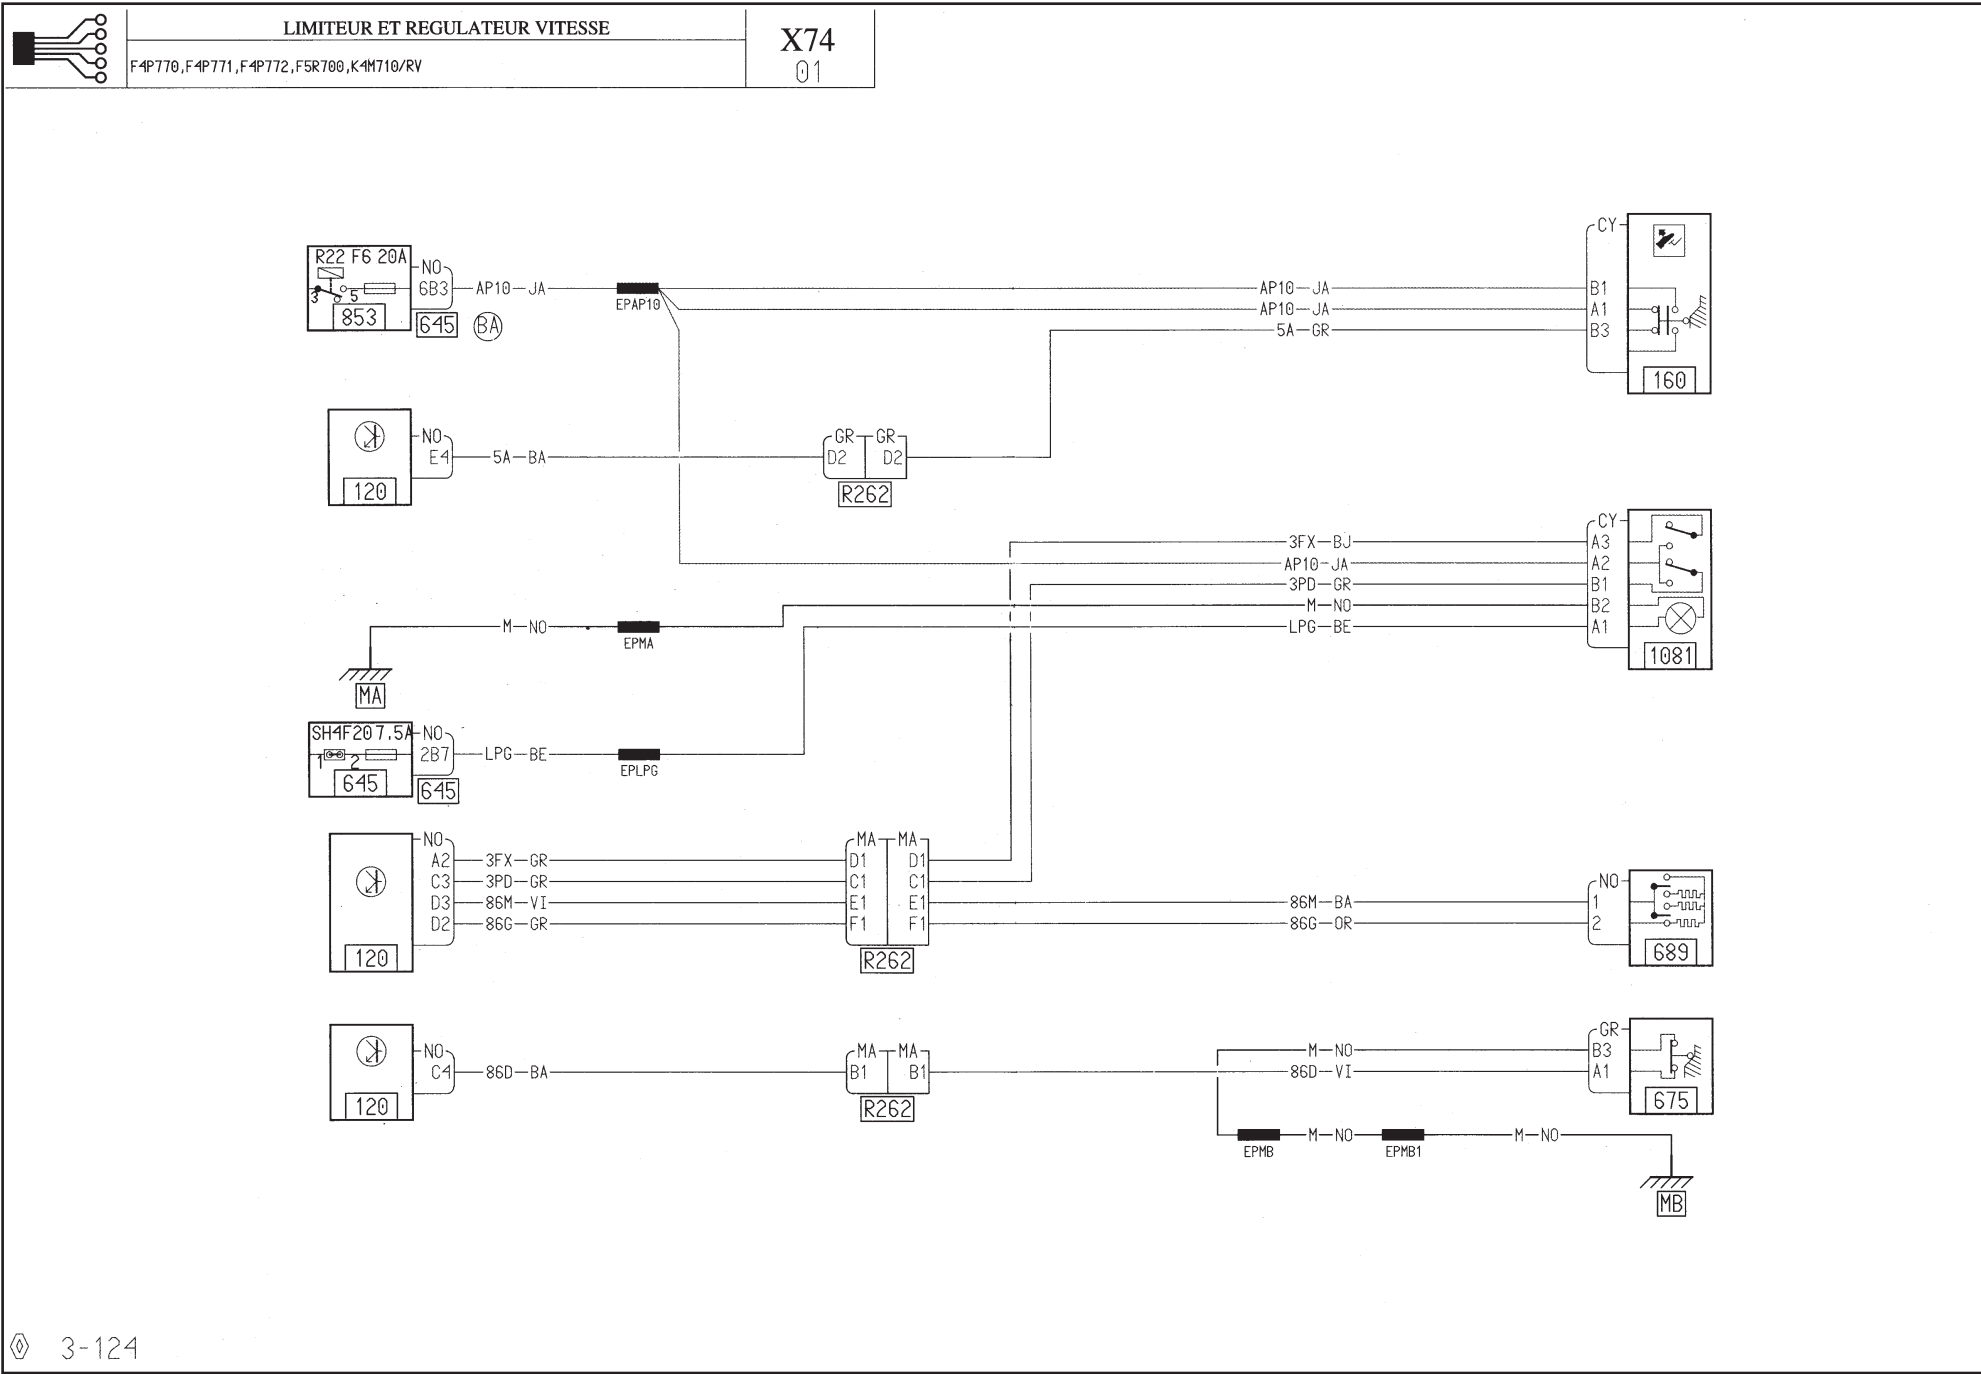 LIMITEUR ET REGULATEUR VITESSE
F4P770,F4P771,F4P772,F5R700,K4M710/RV
X74
01
R22 F6 20A
3 5
853
NO
6B3
645
BA
AP10 JA
EPAP10
AP10 JA
AP10 JA
5A GR
CY
B1
A1
B3
160
NO
E4
120
5A BA
GR GR
D2 D2
R262
3FX BJ
AP10 JA
3PD GR
M NO
LPG BE
CY
A3
A2
B1
B2
A1
1081
M NO
EPMA
MA
SH4F20 7.5A
1 2
645
NO
2B7
645
LPG BE
EPLPG
NO
A2 3FX GR
C3 3PD GR
D3 86M VI
D2 86G GR
120
MA MA
D1 D1
C1 C1
E1 E1
F1 F1
R262
86M BA
86G OR
NO
1
2
689
NO
C4
120
86D BA
MA MA
B1 B1
R262
M NO
86D VI
GR
B3
A1
675
EPMB
M NO
EPMB1
M NO
MB
3-124